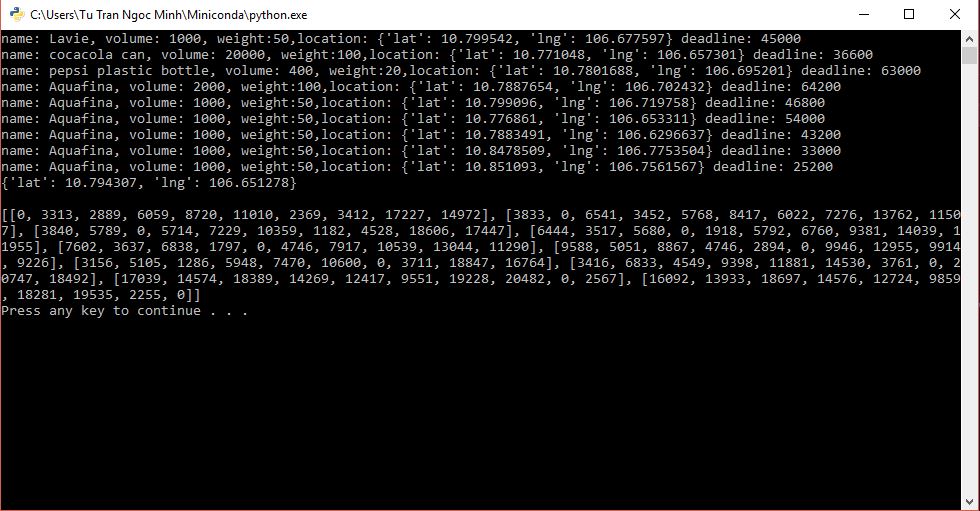 C:\Users\Tu Tran Ngoc Minh\Miniconda\python.exe
name: Lavie, volume: 1000, weight:50,location: {'lat': 10.799542, 'lng': 106.677597} deadline: 45000
name: cocacola can, volume: 20000, weight:100,location: {'lat': 10.771048, 'lng': 106.657301} deadline: 36600
name: pepsi plastic bottle, volume: 400, weight:20,location: {'lat': 10.7801688, 'lng': 106.695201} deadline: 63000
name: Aquafina, volume: 2000, weight:100,location: {'lat': 10.7887654, 'lng': 106.702432} deadline: 64200
name: Aquafina, volume: 1000, weight:50,location: {'lat': 10.799096, 'lng': 106.719758} deadline: 46800
name: Aquafina, volume: 1000, weight:50,location: {'lat': 10.776861, 'lng': 106.653311} deadline: 54000
name: Aquafina, volume: 1000, weight:50,location: {'lat': 10.7883491, 'lng': 106.6296637} deadline: 43200
name: Aquafina, volume: 1000, weight:50,location: {'lat': 10.8478509, 'lng': 106.7753504} deadline: 33000
name: Aquafina, volume: 1000, weight:50,location: {'lat': 10.851093, 'lng': 106.7561567} deadline: 25200
{'lat': 10.794307, 'lng': 106.651278}
[[0, 3313, 2889, 6059, 8720, 11010, 2369, 3412, 17227, 14972], [3833, 0, 6541, 3452, 5768, 8417, 6022, 7276, 13762, 1150
7], [3840, 5789, 0, 5714, 7229, 10359, 1182, 4528, 18606, 17447], [6444, 3517, 5680, 0, 1918, 5792, 6760, 9381, 14039, 1
1955], [7602, 3637, 6838, 1797, 0, 4746, 7917, 10539, 13044, 11290], [9588, 5051, 8867, 4746, 2894, 0, 9946, 12955, 9914
, 9226], [3156, 5105, 1286, 5948, 7470, 10600, 0, 3711, 18847, 16764], [3416, 6833, 4549, 9398, 11881, 14530, 3761, 0, 2
0747, 18492], [17039, 14574, 18389, 14269, 12417, 9551, 19228, 20482, 0, 2567], [16092, 13933, 18697, 14576, 12724, 9859
, 18281, 19535, 2255, 0]]
Press any key to continue . . .